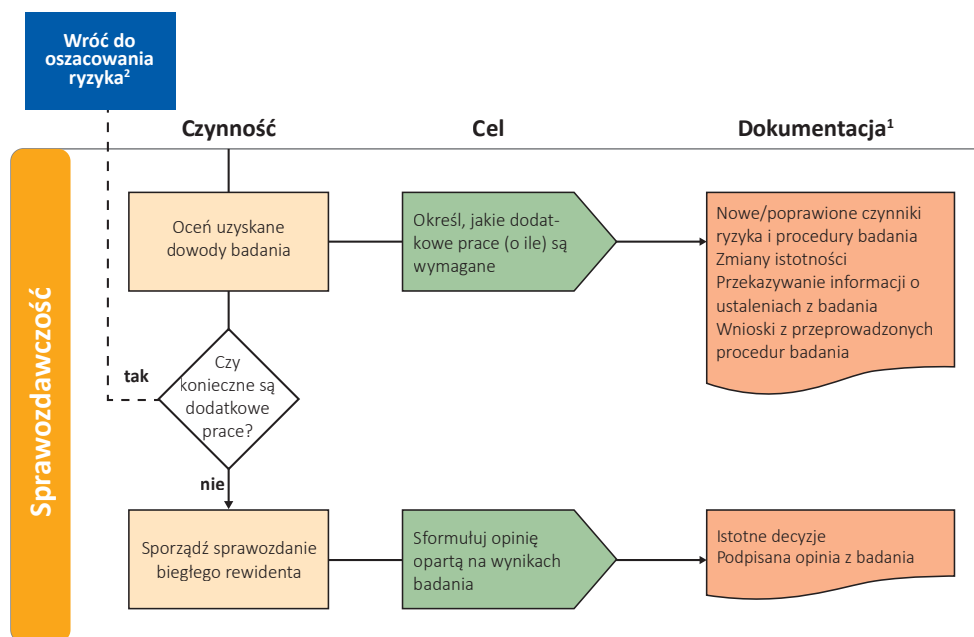 Wróć do
oszacowania
ryzyka²
Czynność
Cel
Dokumentacja¹
Sprawozdawczość
Oceń uzyskane
dowody badania
Określ, jakie dodat-
kowe prace (o ile) są
wymagane
Nowe/poprawione czynniki
ryzyka i procedury badania
Zmiany istotności
Przekazywanie informacji o
ustaleniach z badania
Wnioski z przeprowadzonych
procedur badania
tak
Czy
konieczne są
dodatkowe
prace?
nie
Sporządź sprawozdanie
biegłego rewidenta
Sformułuj opinię
opartą na wynikach
badania
Istotne decyzje
Podpisana opinia z badania